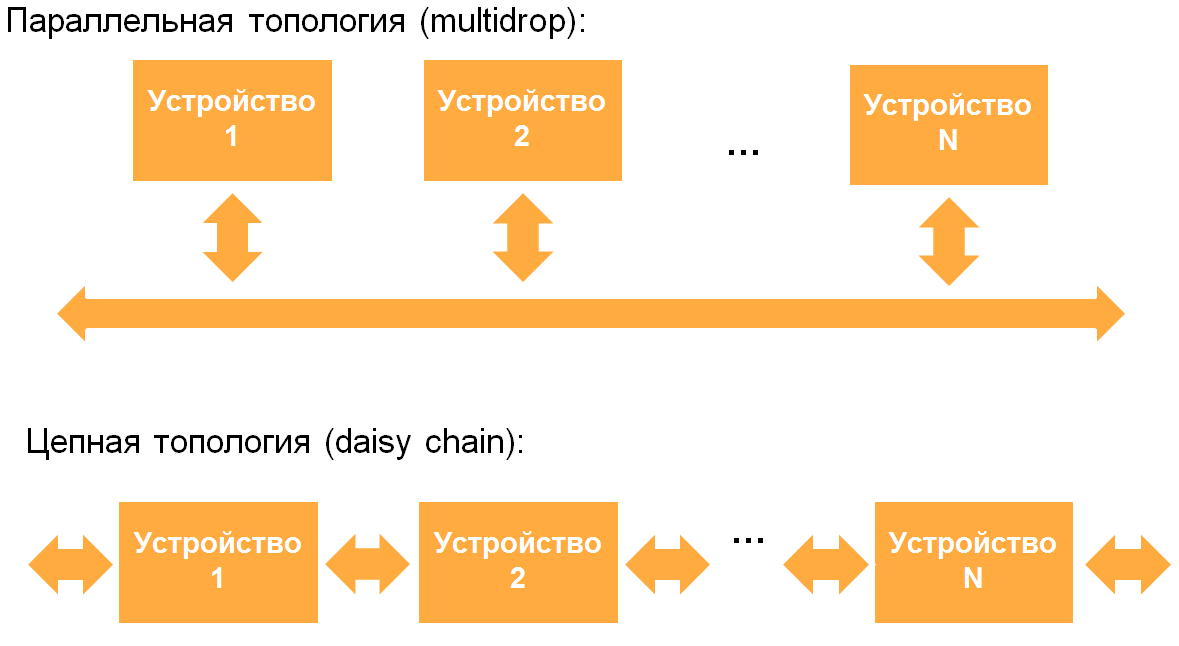 Параллельная топология (multidrop):
Устройство
1
Устройство
2
...
Устройство
N
Цепная топология (daisy chain):
Устройство
1
Устройство
2
...
Устройство
N